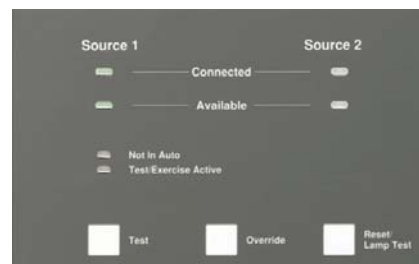 Source 1 Source 2
Connected
Available
Not In Auto
Test/Exercise Active
Test
Override
Reset/
Lamp Test